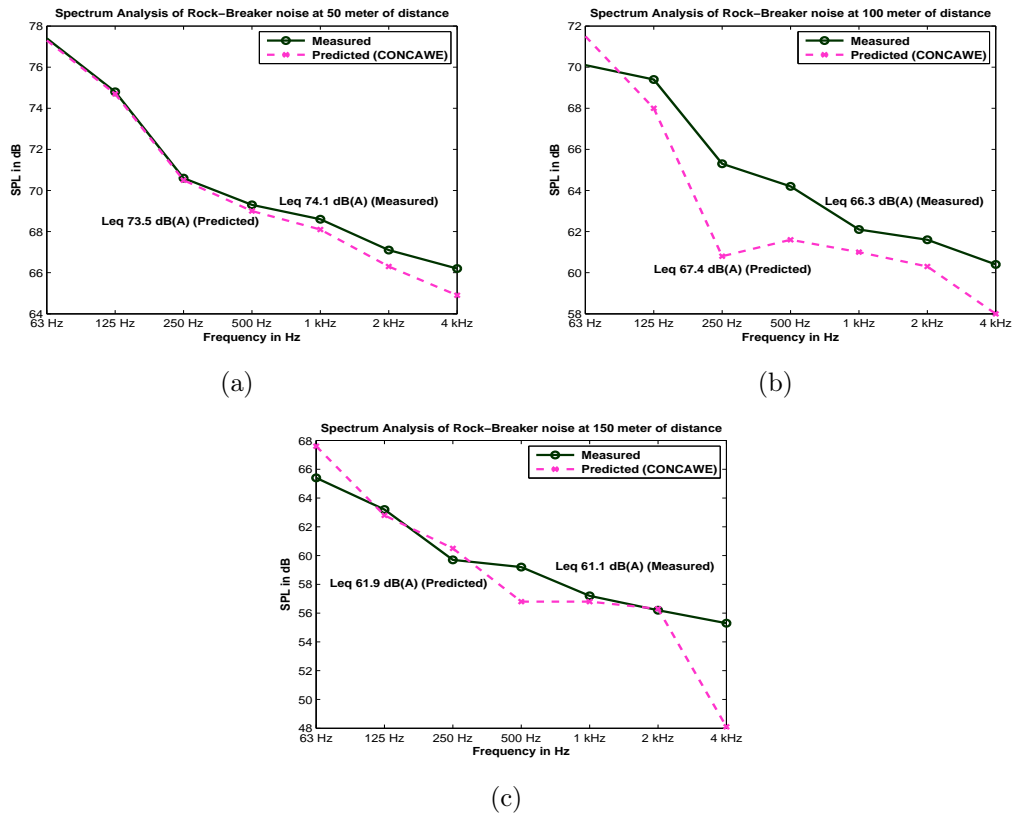 Spectrum Analysis of Rock−Breaker noise at 50 meter of distance
78
76
74
72
70
68
66
64
SPL in dB
Measured
Predicted (CONCAWE)
Leq 74.1 dB(A) (Measured)
Leq 73.5 dB(A) (Predicted)
63 Hz 125 Hz 250 Hz 500 Hz 1 kHz 2 kHz 4 kHz
Frequency in Hz
(a)
Spectrum Analysis of Rock−Breaker noise at 100 meter of distance
72
70
68
66
64
62
60
58
SPL in dB
Measured
Predicted (CONCAWE)
Leq 66.3 dB(A) (Measured)
Leq 67.4 dB(A) (Predicted)
63 Hz 125 Hz 250 Hz 500 Hz 1 kHz 2 kHz 4 kHz
Frequency in Hz
(b)
Spectrum Analysis of Rock−Breaker noise at 150 meter of distance
68
66
64
62
60
58
56
54
52
50
48
SPL in dB
Measured
Predicted (CONCAWE)
Leq 61.1 dB(A) (Measured)
Leq 61.9 dB(A) (Predicted)
63 Hz 125 Hz 250 Hz 500 Hz 1 kHz 2 kHz 4 kHz
Frequency in Hz
(c)